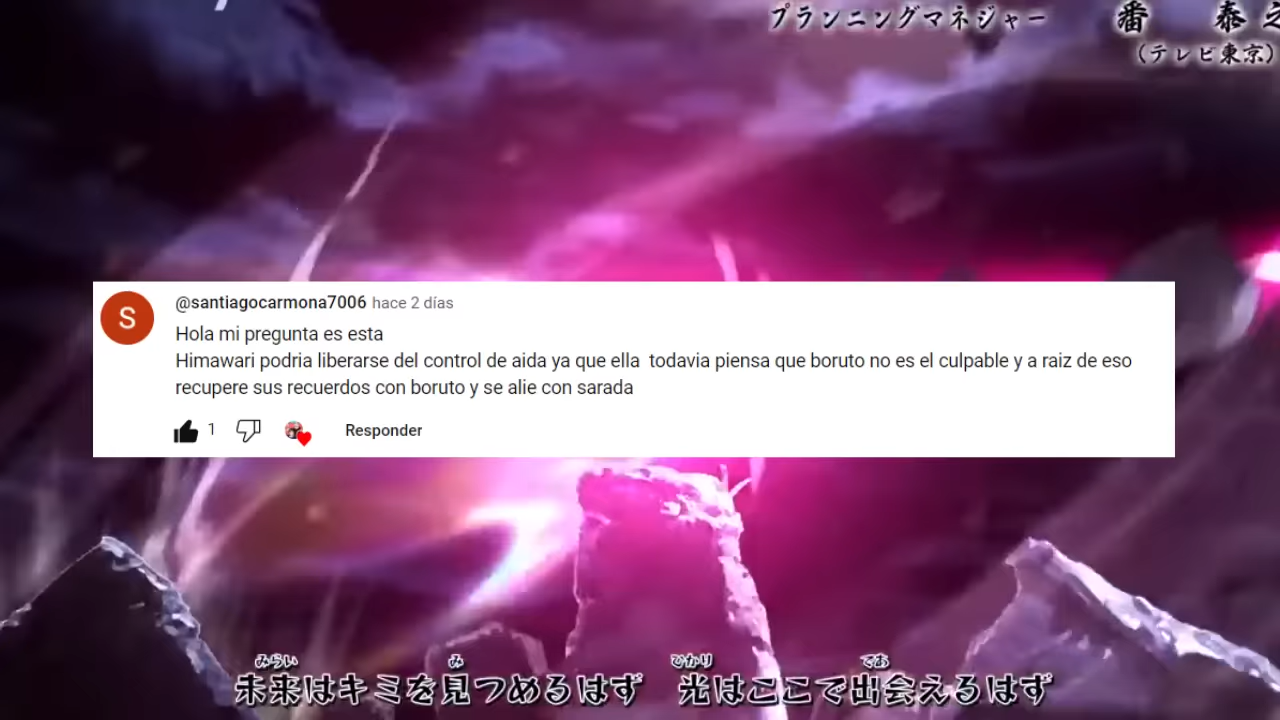 プランニングマネジャー 番 泰之
（テレビ東京）
S
@santiagocarmona7006 hace 2 días
Hola mi pregunta es esta
Himawari podria liberarse del control de aida ya que ella todavia piensa que boruto no es el culpable y a raiz de eso
recupere sus recuerdos con boruto y se alie con sarada
1 Responder
みらい み ひかり であ
未来はキミを見つめるはず 光はここで出会えるはず